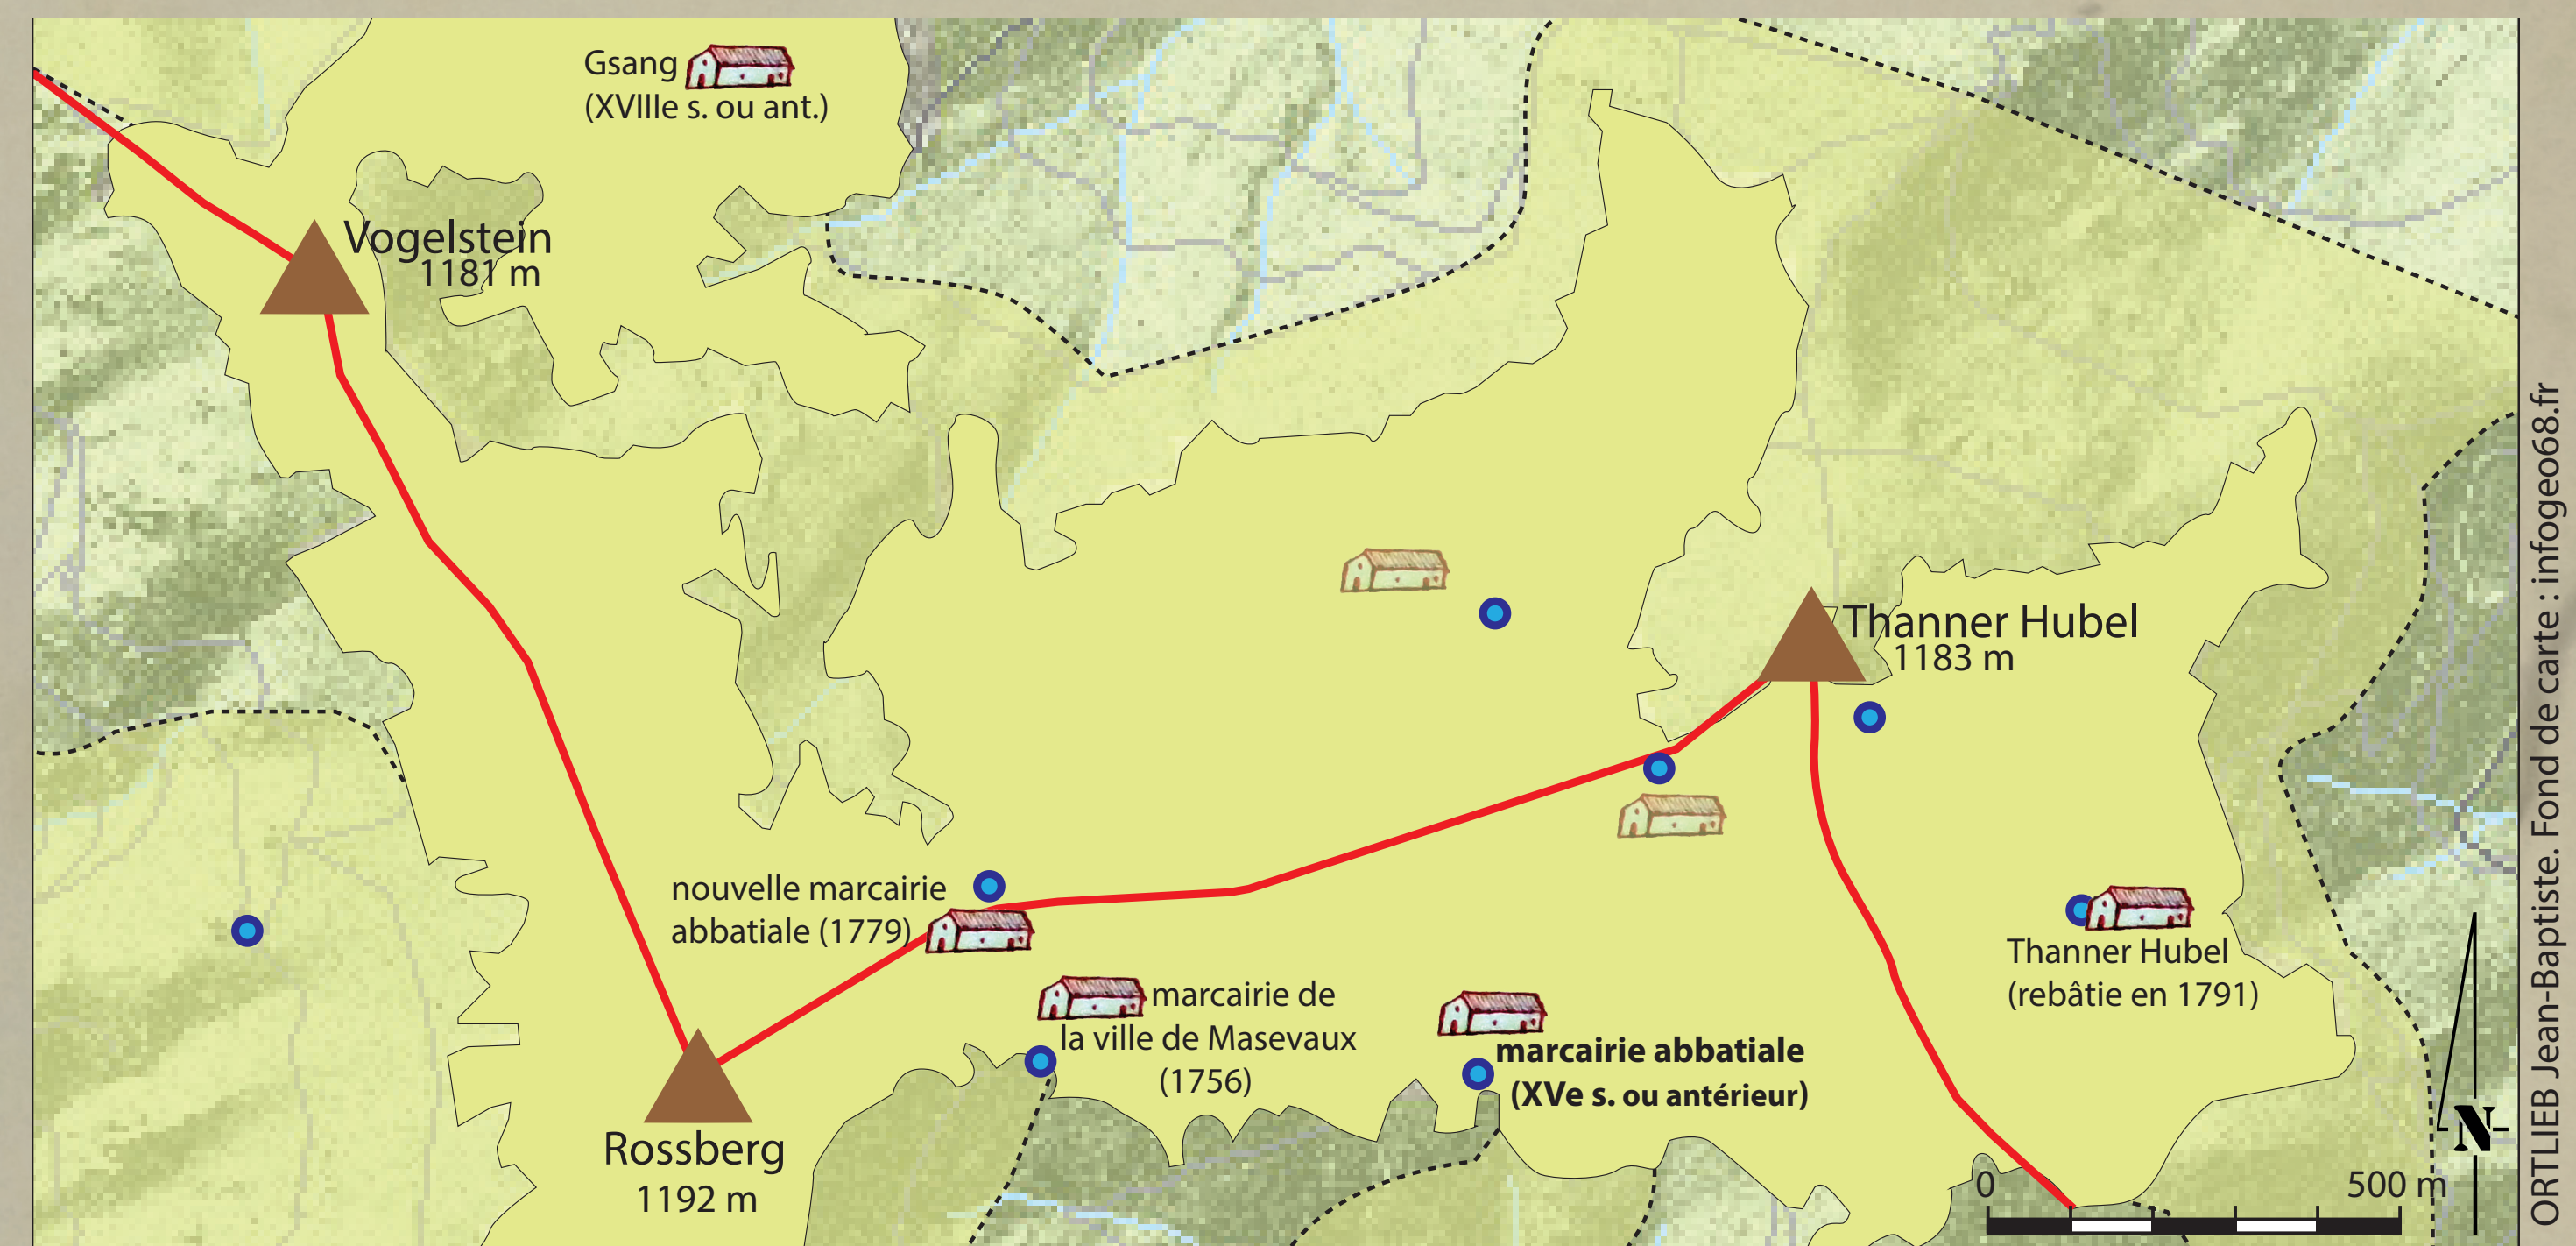 Gsang
(XVIIIe s. ou ant.)
Vogelstein
1181 m
Thanner Hubel
1183 m
nouvelle marcairie
abbatiale (1779)
Thanner Hubel
(rebâtie en 1791)
marcairie de
la ville de Masevaux
(1756)
marcairie abbatiale
(XVe s. ou antérieur)
Rossberg
1192 m
0
500 m
N
ORTLIEB Jean-Baptiste. Fond de carte : infogeo68.fr